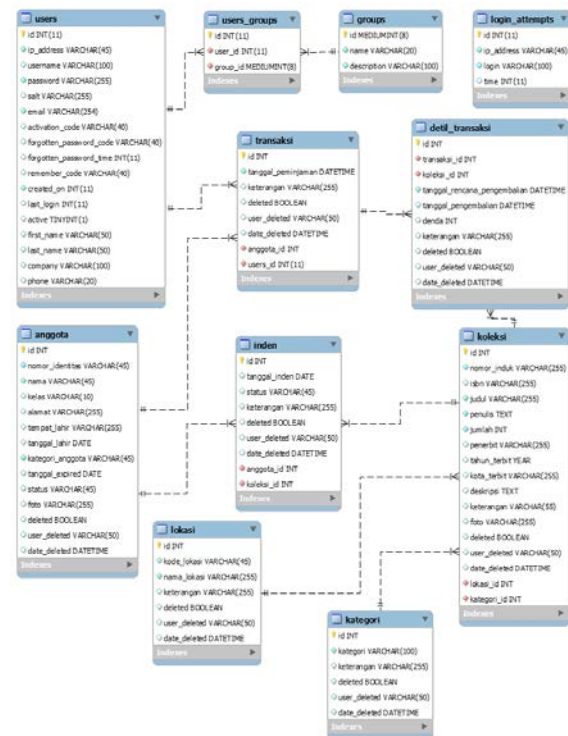 users
id INT(11)
ip_address VARCHAR(45)
username VARCHAR(100)
password VARCHAR(255)
salt VARCHAR(255)
email VARCHAR(254)
activation_code VARCHAR(40)
forgotten_password_code VARCHAR(40)
forgotten_password_time INT(11)
remember_code VARCHAR(40)
created_on INT(11)
last_login INT(11)
active TINYINT(1)
first_name VARCHAR(50)
last_name VARCHAR(50)
company VARCHAR(100)
phone VARCHAR(20)
Indexes
users_groups
id INT(11)
user_id INT(11)
group_id MEDIUMINT(8)
Indexes
groups
id MEDIUMINT(8)
name VARCHAR(20)
description VARCHAR(100)
Indexes
login_attempts
id INT(11)
ip_address VARCHAR(45)
login VARCHAR(100)
time INT(11)
Indexes
transaksi
id INT
tanggal_peminjaman DATETIME
keterangan VARCHAR(255)
deleted BOOLEAN
user_deleted VARCHAR(50)
date_deleted DATETIME
anggota_id INT
users_id INT(11)
Indexes
detil_transaksi
id INT
transaksi_id INT
koleksi_id INT
tanggal_rencana_pengembalian DATETIME
tanggal_pengembalian DATETIME
denda INT
keterangan VARCHAR(255)
deleted BOOLEAN
user_deleted VARCHAR(50)
date_deleted DATETIME
Indexes
anggota
id INT
nomor_identitas VARCHAR(45)
nama VARCHAR(45)
kelas VARCHAR(10)
alamat VARCHAR(255)
tempat_lahir VARCHAR(255)
tanggal_lahir DATE
kategori_anggota VARCHAR(45)
tanggal_expired DATE
status VARCHAR(45)
foto VARCHAR(255)
deleted BOOLEAN
user_deleted VARCHAR(50)
date_deleted DATETIME
Indexes
inden
id INT
tanggal_inden DATE
status VARCHAR(45)
keterangan VARCHAR(255)
deleted BOOLEAN
user_deleted VARCHAR(50)
date_deleted DATETIME
anggota_id INT
koleksi_id INT
Indexes
koleksi
id INT
nomor_induk VARCHAR(255)
isbn VARCHAR(255)
judul VARCHAR(255)
penulis TEXT
jumlah INT
penerbit VARCHAR(255)
tahun_terbit YEAR
kota_terbit VARCHAR(255)
deskripsi TEXT
keterangan VARCHAR(55)
foto VARCHAR(255)
deleted BOOLEAN
user_deleted VARCHAR(50)
date_deleted DATETIME
lokasi_id INT
kategori_id INT
Indexes
lokasi
id INT
kode_lokasi VARCHAR(45)
nama_lokasi VARCHAR(255)
keterangan VARCHAR(255)
deleted BOOLEAN
user_deleted VARCHAR(50)
date_deleted DATETIME
Indexes
kategori
id INT
kategori VARCHAR(100)
keterangan VARCHAR(255)
deleted BOOLEAN
user_deleted VARCHAR(50)
date_deleted DATETIME
Indexes